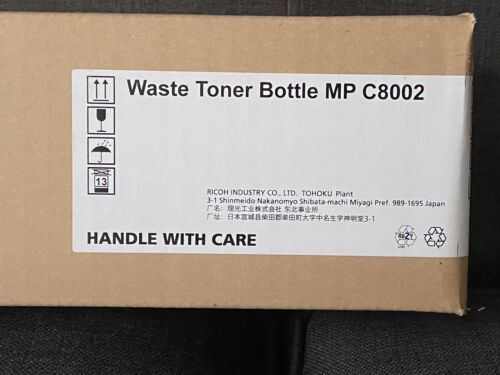 Waste Toner Bottle MP C8002
13
RICOH INDUSTRY CO., LTD. TOHOKU Plant
3-1 Shinmeido Nakanomyo Shibata-machi Miyagi Pref. 989-1695 Japan
厂名：理光工业株式会社 东北事业所
厂址：日本宫城县柴田郡柴田町大字中名生字神明堂3-1
HANDLE WITH CARE